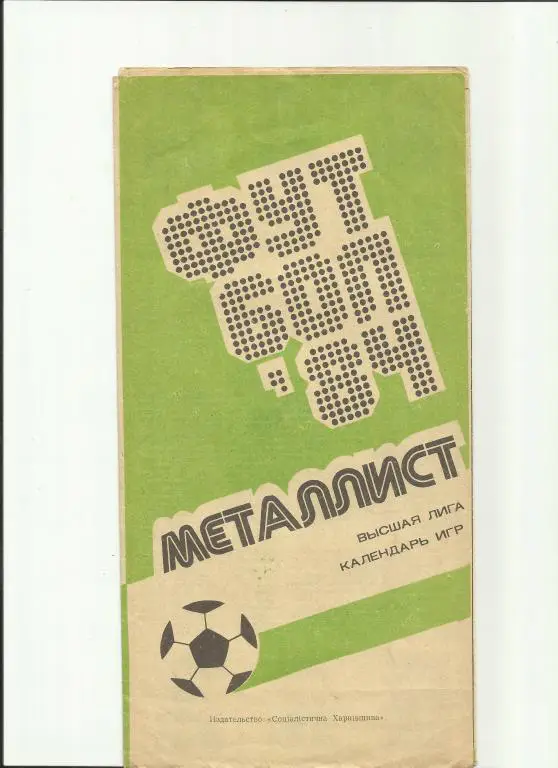 ФУТ
БОЛ
'84
МЕТАЛЛИСТ
ВЫСШАЯ ЛИГА
КАЛЕНДАРЬ ИГР
Издательство «Соціалістична Харківщина».